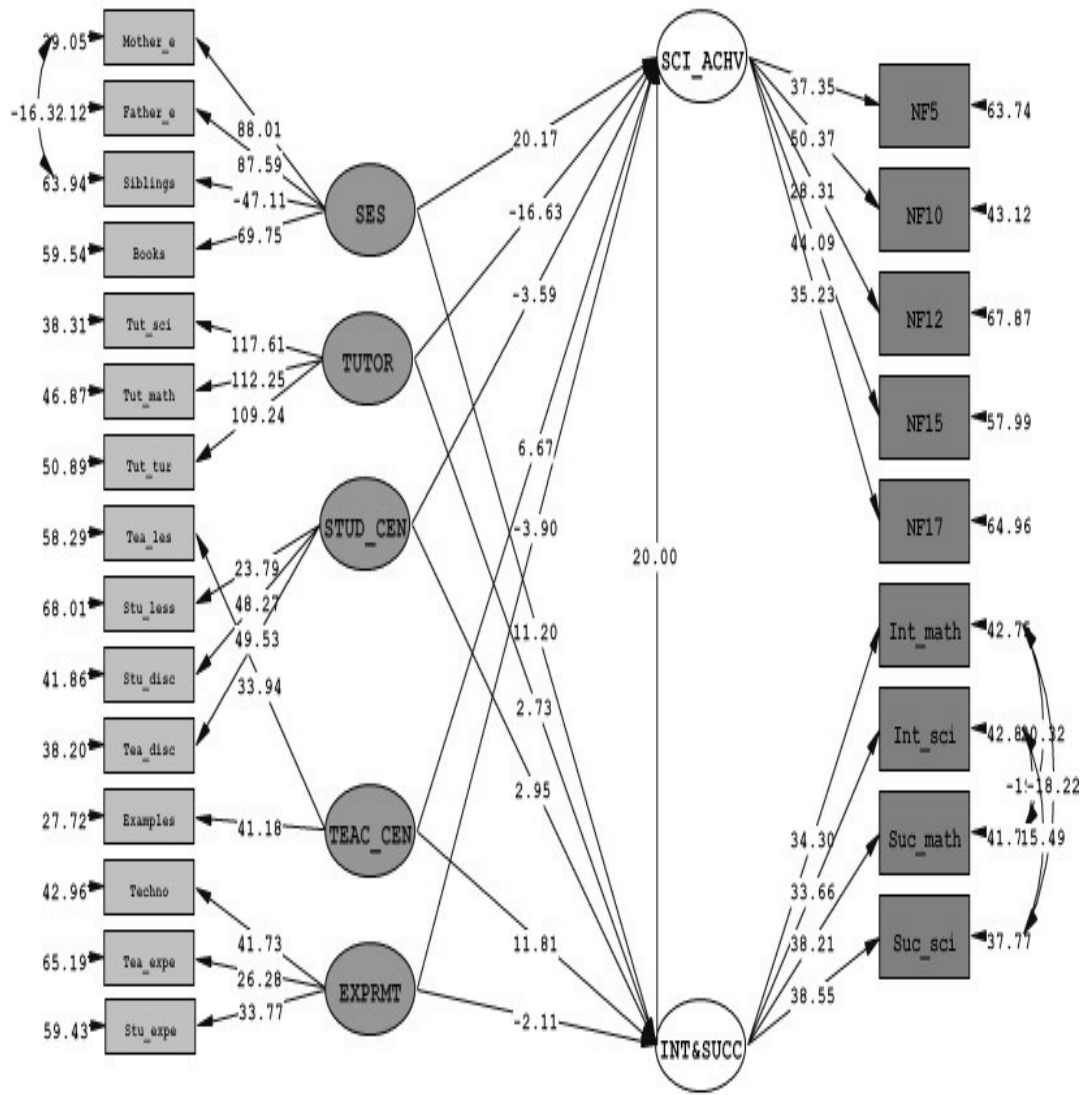 29.05 Mother_e
-16.32.12 Father_e
63.94 Siblings
59.54 Books
38.31 Tut_sci
46.87 Tut_math
50.89 Tut_tur
58.29 Tea_les
68.01 Stu_less
41.86 Stu_disc
38.20 Tea_disc
27.72 Examples
42.96 Techno
65.19 Tea_expe
59.43 Stu_expe
88.01
87.59
-47.11
69.75
117.61
112.25
109.24
23.79
48.27
49.53
33.94
41.18
41.73
26.28
33.77
SES
TUTOR
STUD_CEN
TEAC_CEN
EXPRMT
20.17
-16.63
-3.59
6.67
-3.90
20.00
11.20
2.73
2.95
11.81
-2.11
SCI_ACHV
INT&SUCC
37.35
50.37
28.31
44.09
35.23
34.30
33.66
38.21
38.55
NF5 63.74
NF10 43.12
NF12 67.87
NF15 57.99
NF17 64.96
Int_math
Int_sci
Suc_math
Suc_sci 37.77
-18.22
15.49